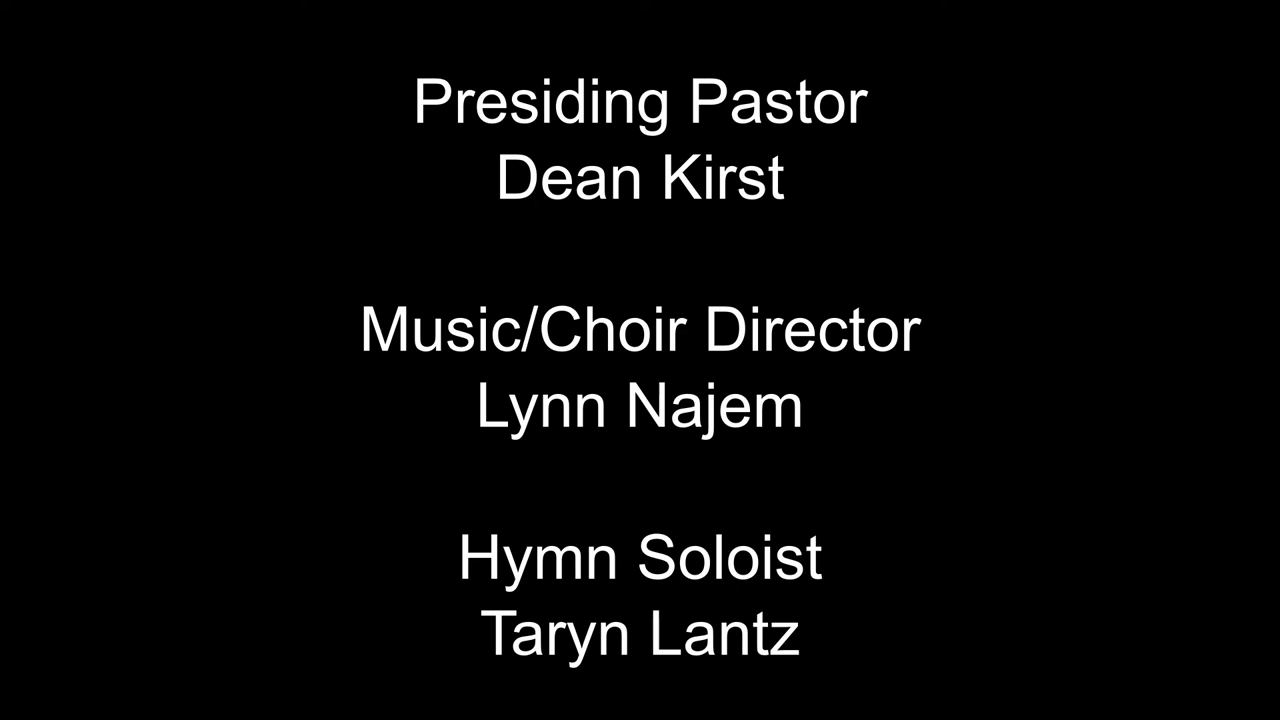 Presiding Pastor
Dean Kirst
Music/Choir Director
Lynn Najem
Hymn Soloist
Taryn Lantz